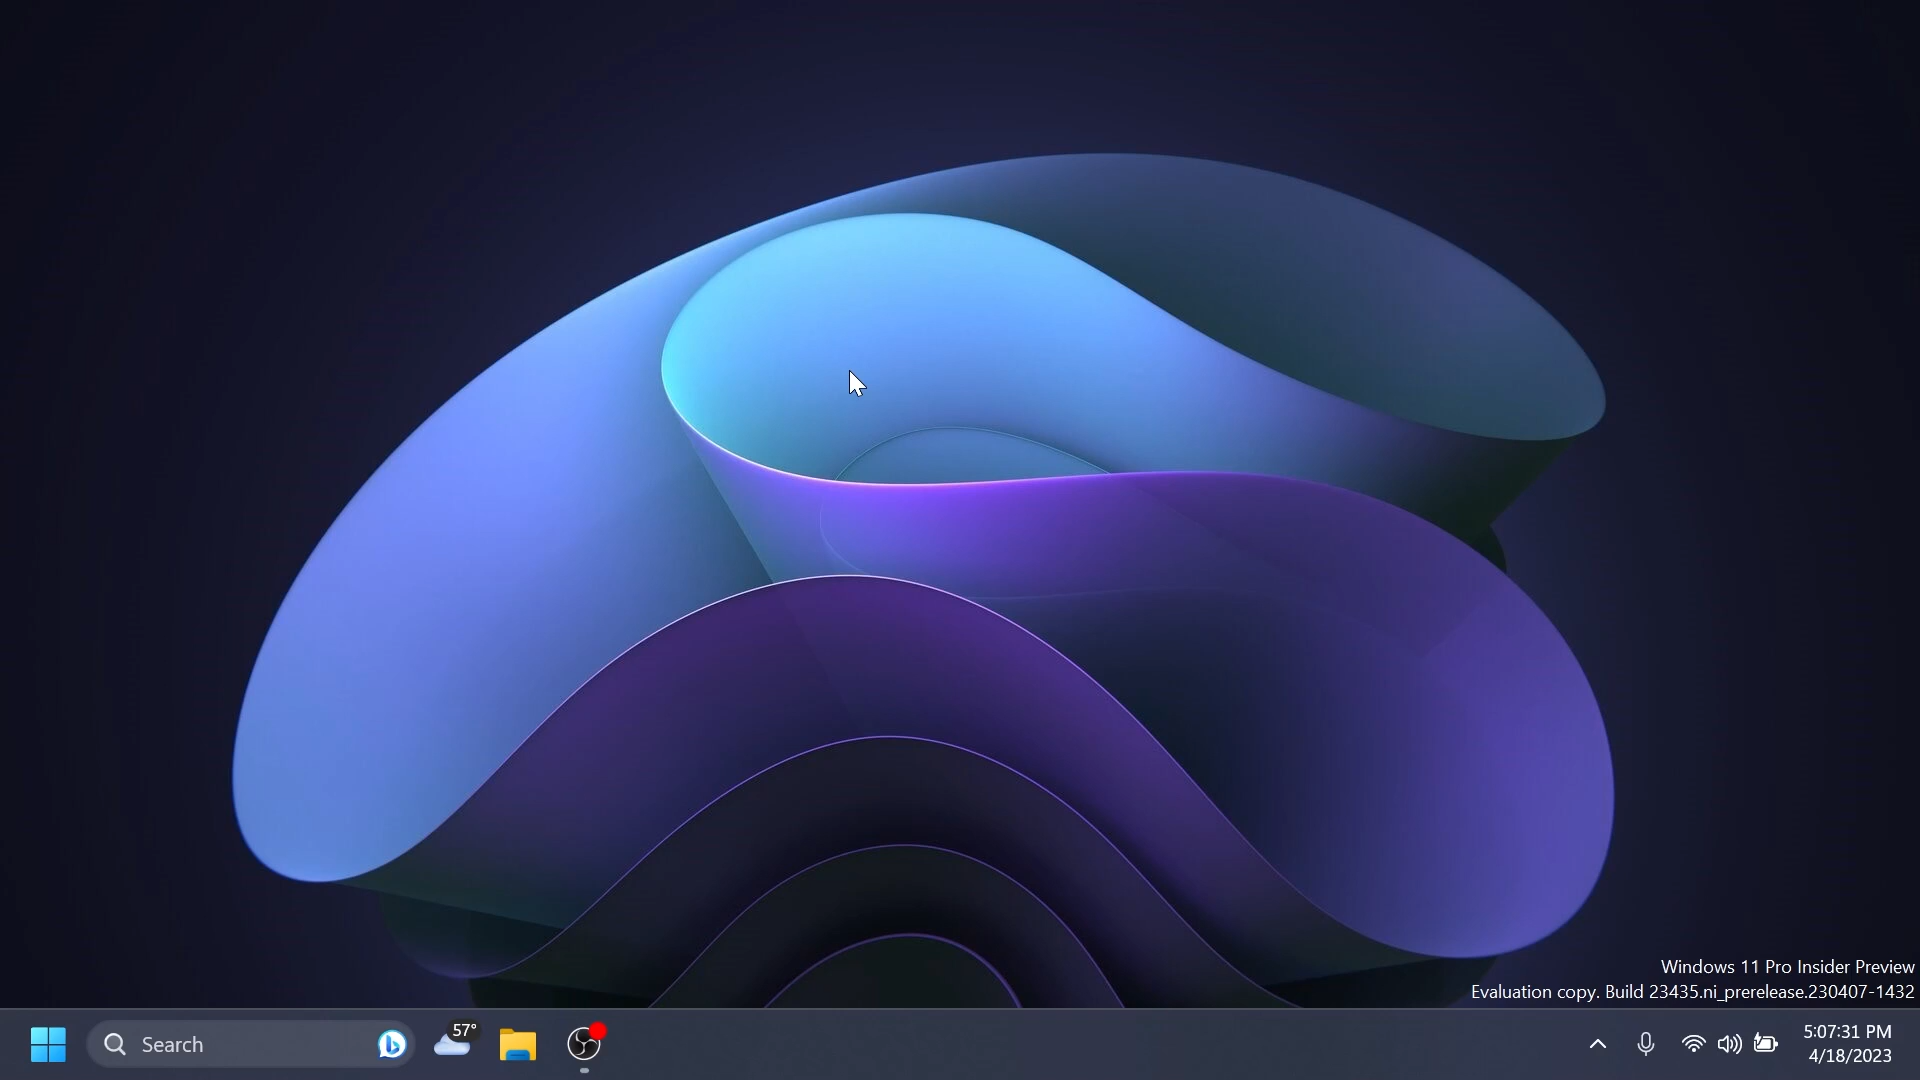 Windows 11 Pro Insider Preview
Evaluation copy. Build 23435.ni_prerelease.230407-1432
Search
57°
5:07:31 PM
4/18/2023